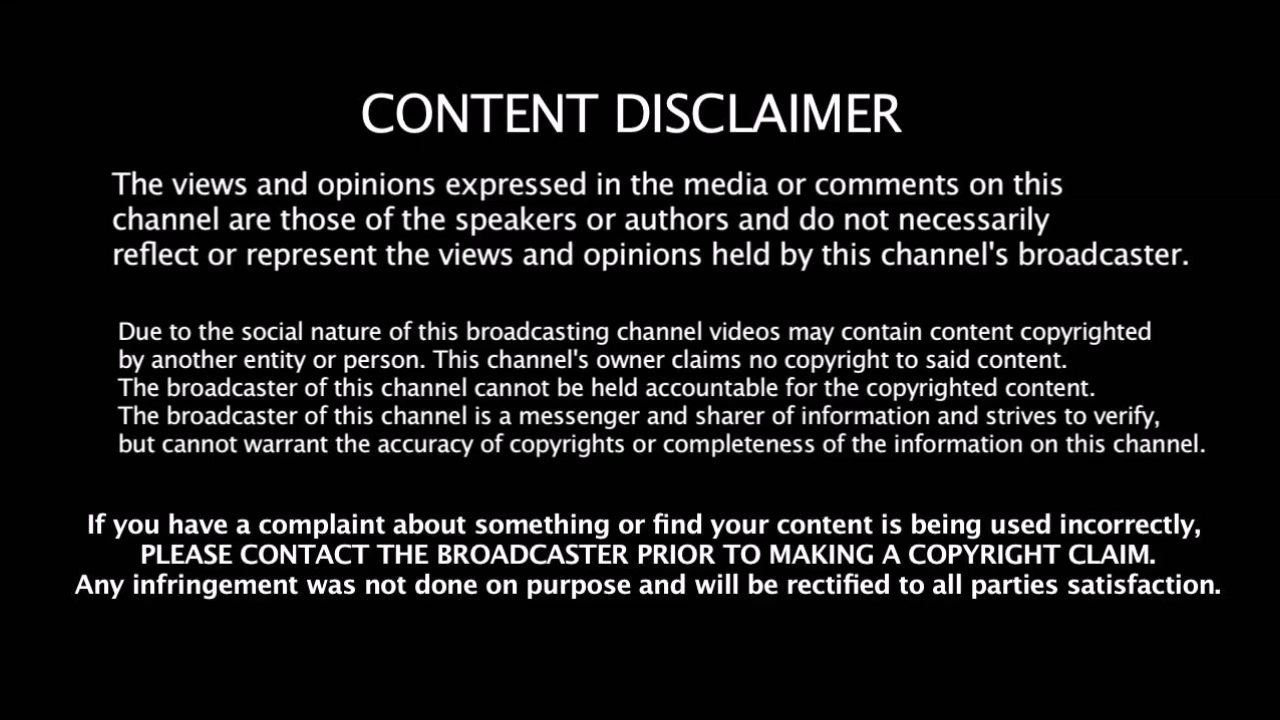 CONTENT DISCLAIMER
The views and opinions expressed in the media or comments on this
channel are those of the speakers or authors and do not necessarily
reflect or represent the views and opinions held by this channel's broadcaster.
Due to the social nature of this broadcasting channel videos may contain content copyrighted
by another entity or person. This channel's owner claims no copyright to said content.
The broadcaster of this channel cannot be held accountable for the copyrighted content.
The broadcaster of this channel is a messenger and sharer of information and strives to verify,
but cannot warrant the accuracy of copyrights or completeness of the information on this channel.
If you have a complaint about something or find your content is being used incorrectly,
PLEASE CONTACT THE BROADCASTER PRIOR TO MAKING A COPYRIGHT CLAIM.
Any infringement was not done on purpose and will be rectified to all parties satisfaction.